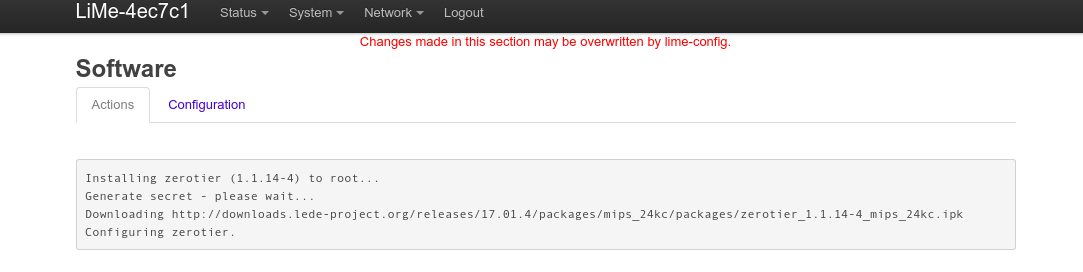 LiMe-4ec7c1 Status System Network Logout
Changes made in this section may be overwritten by lime-config.
Software
Actions Configuration
Installing zerotier (1.1.14-4) to root...
Generate secret - please wait...
Downloading http://downloads.lede-project.org/releases/17.01.4/packages/mips_24kc/packages/zerotier_1.1.14-4_mips_24kc.ipk
Configuring zerotier.